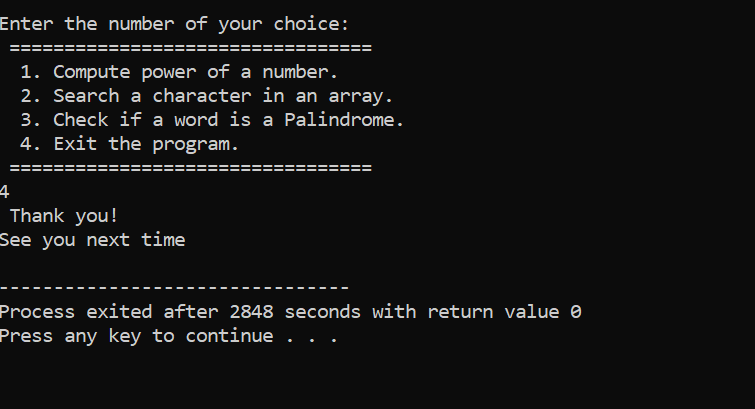 Enter the number of your choice:
=================================
1. Compute power of a number.
2. Search a character in an array.
3. Check if a word is a Palindrome.
4. Exit the program.
=================================
4
Thank you!
See you next time
--------------------------------
Process exited after 2848 seconds with return value 0
Press any key to continue . . .